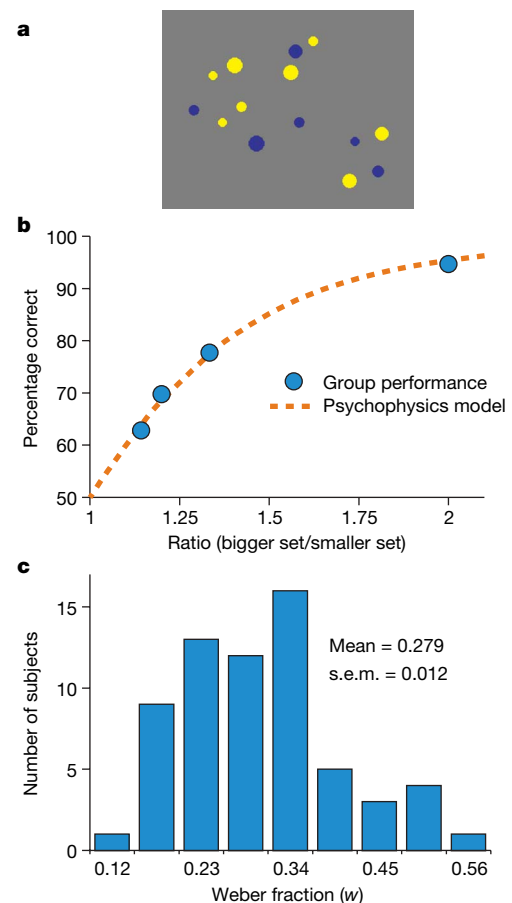 a
b
100
90
80
70
60
50
Percentage correct
Group performance
Psychophysics model
1
1.25
1.5
1.75
2
Ratio (bigger set/smaller set)
c
15
10
5
0
Number of subjects
Mean = 0.279
s.e.m. = 0.012
0.12
0.23
0.34
0.45
0.56
Weber fraction (w)